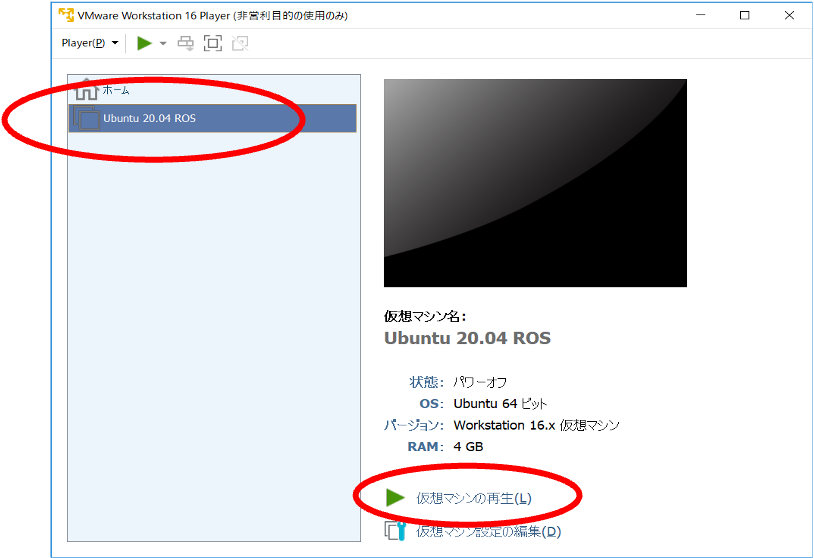 VMware Workstation 16 Player (非営利目的の使用のみ)
Player(P)
ホーム
Ubuntu 20.04 ROS
仮想マシン名:
Ubuntu 20.04 ROS
状態: パワーオフ
OS: Ubuntu 64 ビット
バージョン: Workstation 16.x 仮想マシン
RAM: 4 GB
仮想マシンの再生(L)
仮想マシン設定の編集(D)